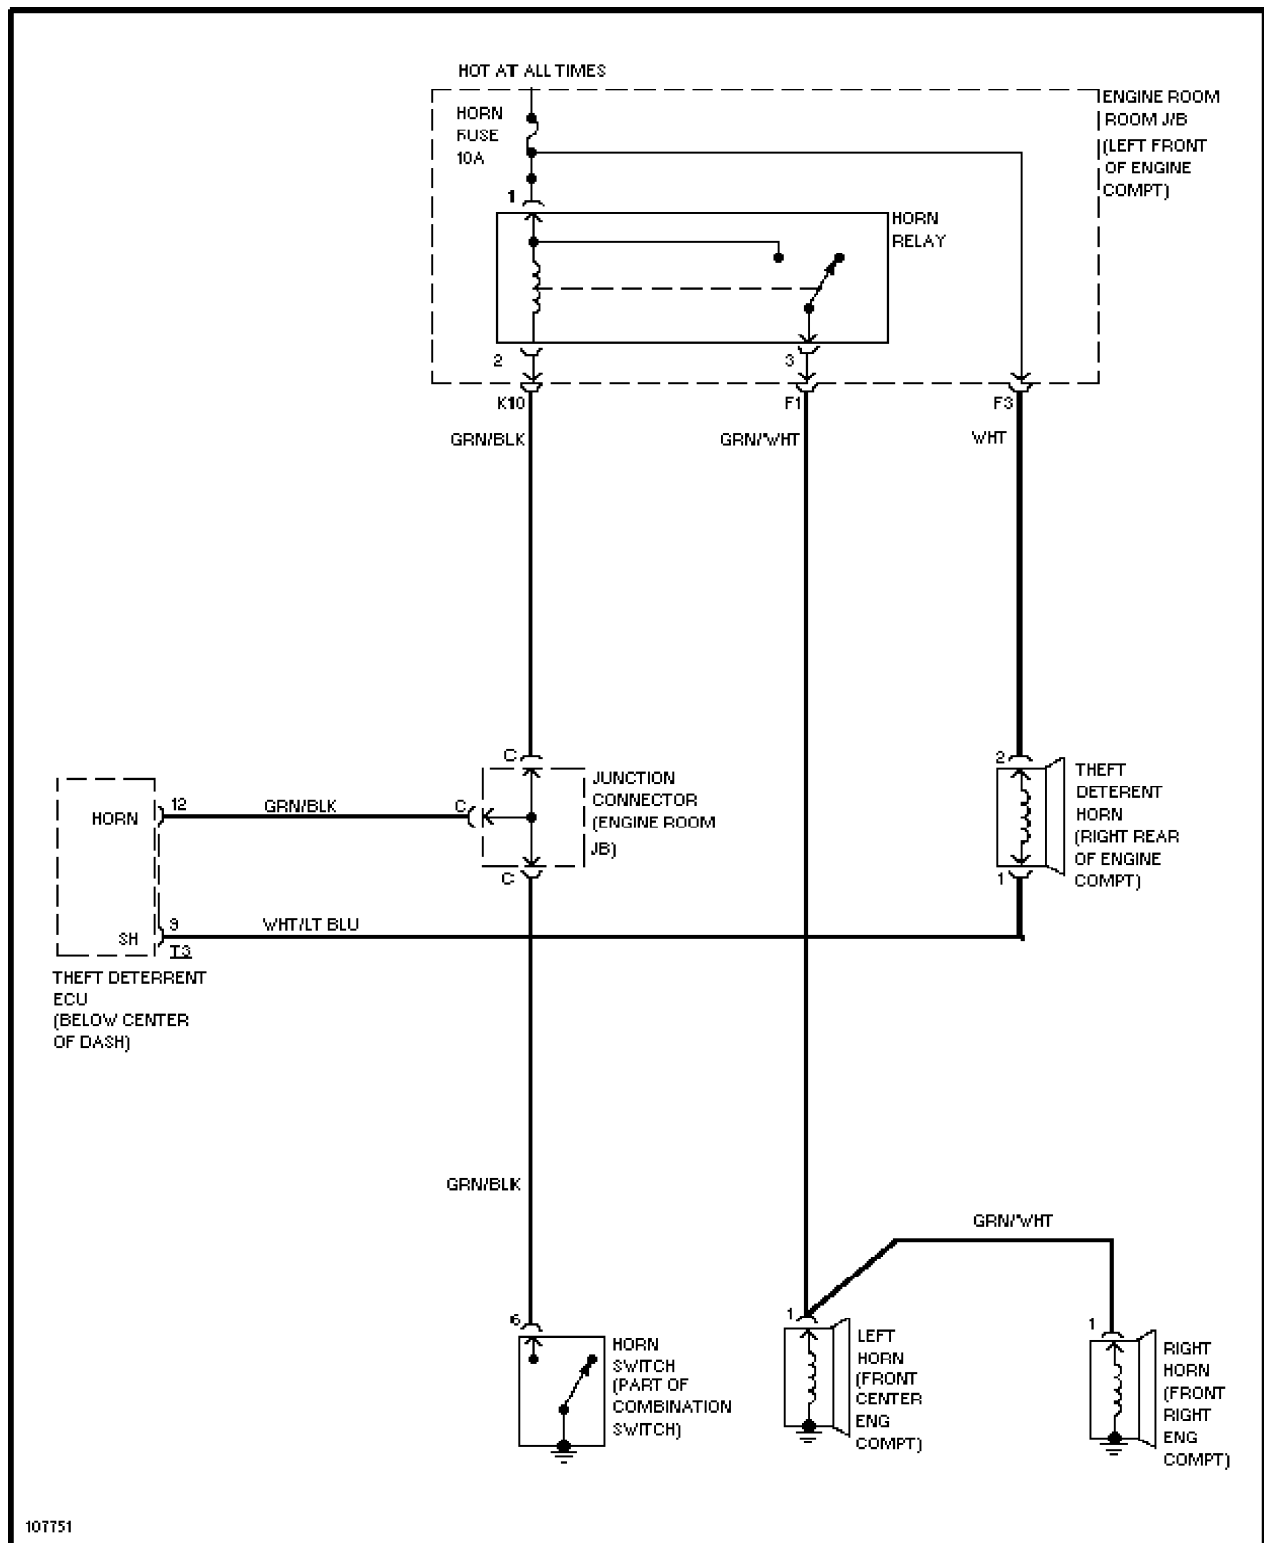 HOT AT ALL TIMES
HORN
FUSE
10A
ENGINE ROOM
ROOM J/B
(LEFT FRONT
OF ENGINE
COMPT)
1
HORN
RELAY
2
3
K10
F1
F3
GRN/BLK
GRN/WHT
WHT
C
2
JUNCTION
CONNECTOR
(ENGINE ROOM
JB)
THEFT
DETERENT
HORN
(RIGHT REAR
OF ENGINE
COMPT)
HORN
12
GRN/BLK
C
C
1
SH
9
WHT/LT BLU
T3
THEFT DETERRENT
ECU
(BELOW CENTER
OF DASH)
GRN/BLK
GRN/WHT
6
HORN
SWITCH
(PART OF
COMBINATION
SWITCH)
1
LEFT
HORN
(FRONT
CENTER
ENG
COMPT)
1
RIGHT
HORN
(FRONT
RIGHT
ENG
COMPT)
107751